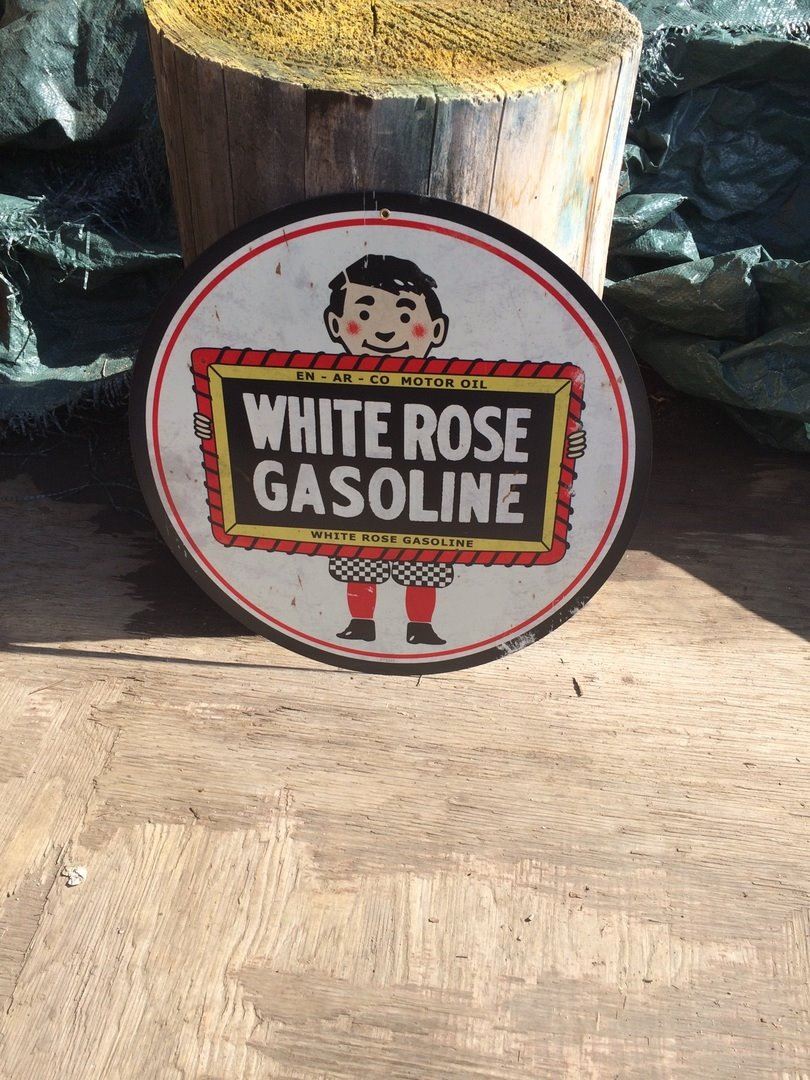 EN - AR - CO MOTOR OIL
WHITE ROSE
GASOLINE
WHITE ROSE GASOLINE